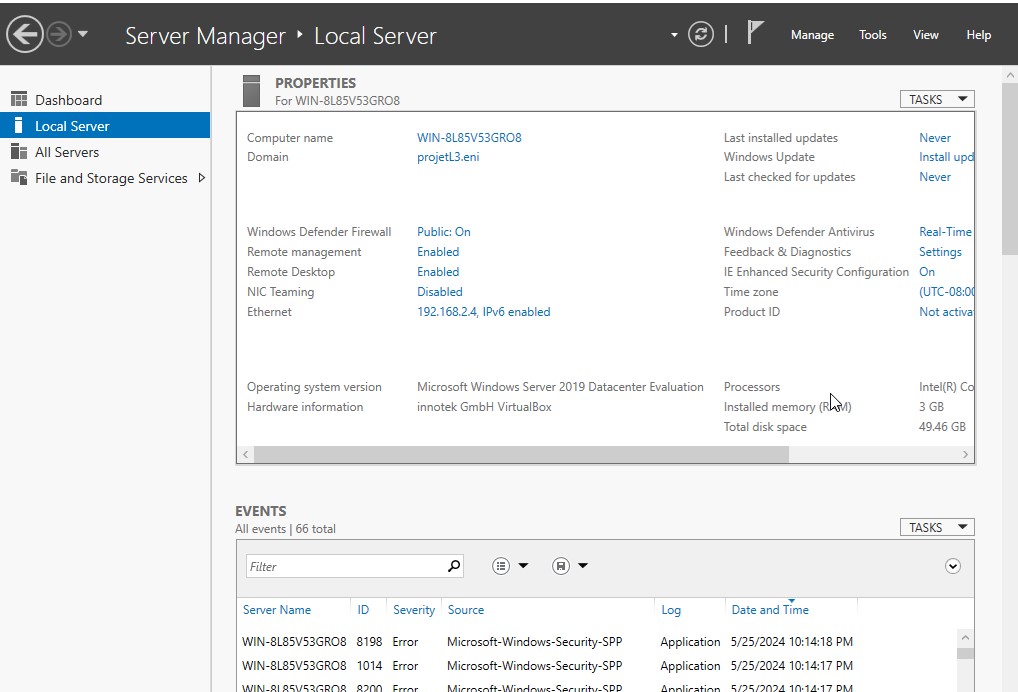 Server Manager ‣ Local Server
Manage Tools View Help
Dashboard
Local Server
All Servers
File and Storage Services
PROPERTIES
For WIN-8L85V53GRO8
TASKS
Computer name WIN-8L85V53GRO8 Last installed updates Never
Domain projetL3.eni Windows Update Install upd
Last checked for updates Never
Windows Defender Firewall Public: On Windows Defender Antivirus Real-Time
Remote management Enabled Feedback & Diagnostics Settings
Remote Desktop Enabled IE Enhanced Security Configuration On
NIC Teaming Disabled Time zone (UTC-08:00
Ethernet 192.168.2.4, IPv6 enabled Product ID Not activa
Operating system version Microsoft Windows Server 2019 Datacenter Evaluation Processors Intel(R) Co
Hardware information innotek GmbH VirtualBox Installed memory (RAM) 3 GB
Total disk space 49.46 GB
EVENTS
All events | 66 total
TASKS
Filter
Server Name ID Severity Source Log Date and Time
WIN-8L85V53GRO8 8198 Error Microsoft-Windows-Security-SPP Application 5/25/2024 10:14:18 PM
WIN-8L85V53GRO8 1014 Error Microsoft-Windows-Security-SPP Application 5/25/2024 10:14:17 PM
WIN-8L85V53GRO8 8200 Error Microsoft-Windows-Security-SPP Application 5/25/2024 10:14:17 PM